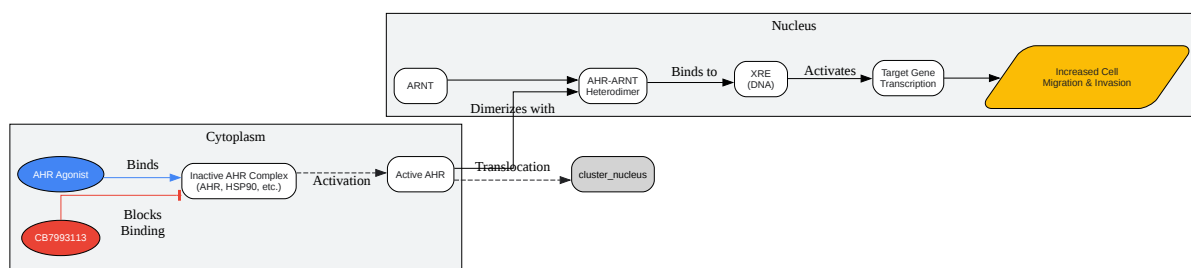 Nucleus
ARNT
AHR-ARNT
Heterodimer
Binds to
XRE
(DNA)
Activates
Target Gene
Transcription
Increased Cell
Migration & Invasion
Dimerizes with
Cytoplasm
AHR Agonist
Binds
Inactive AHR Complex
(AHR, HSP90, etc.)
Activation
Active AHR
Translocation
cluster_nucleus
Blocks
Binding
CB7993113